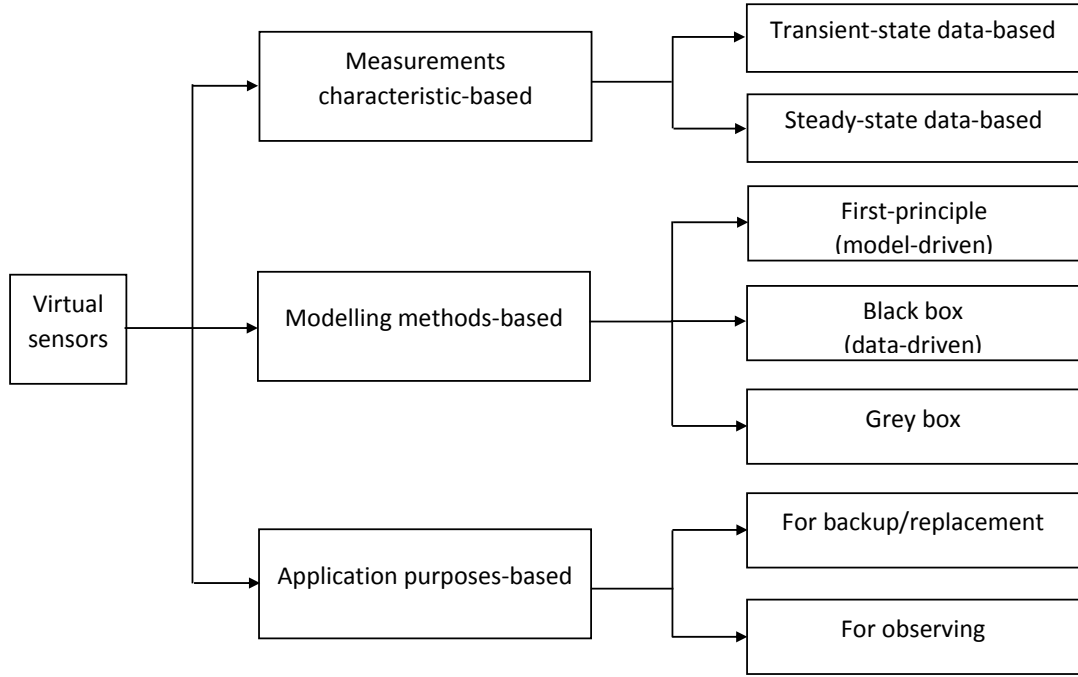 Virtual
sensors
Measurements
characteristic-based
Transient-state data-based
Steady-state data-based
Modelling methods-based
First-principle
(model-driven)
Black box
(data-driven)
Grey box
Application purposes-based
For backup/replacement
For observing